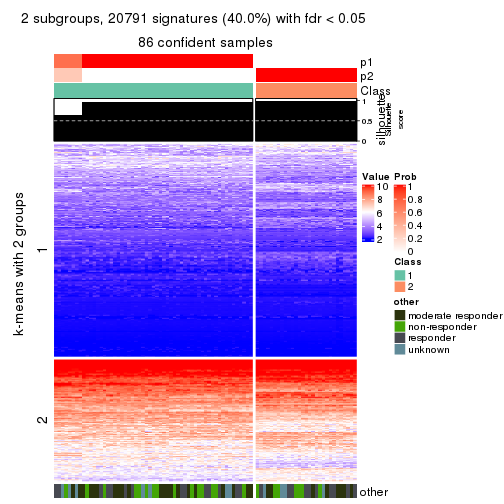 2 subgroups, 20791 signatures (40.0%) with fdr < 0.05
86 confident samples
p1
p2
Class
silhouette
Silhouette
score
1
0.5
0
k-means with 2 groups
1
2
Value
10
8
6
4
2
Prob
1
0.8
0.6
0.4
0.2
0
Class
1
2
other
moderate responder
non-responder
responder
unknown
other